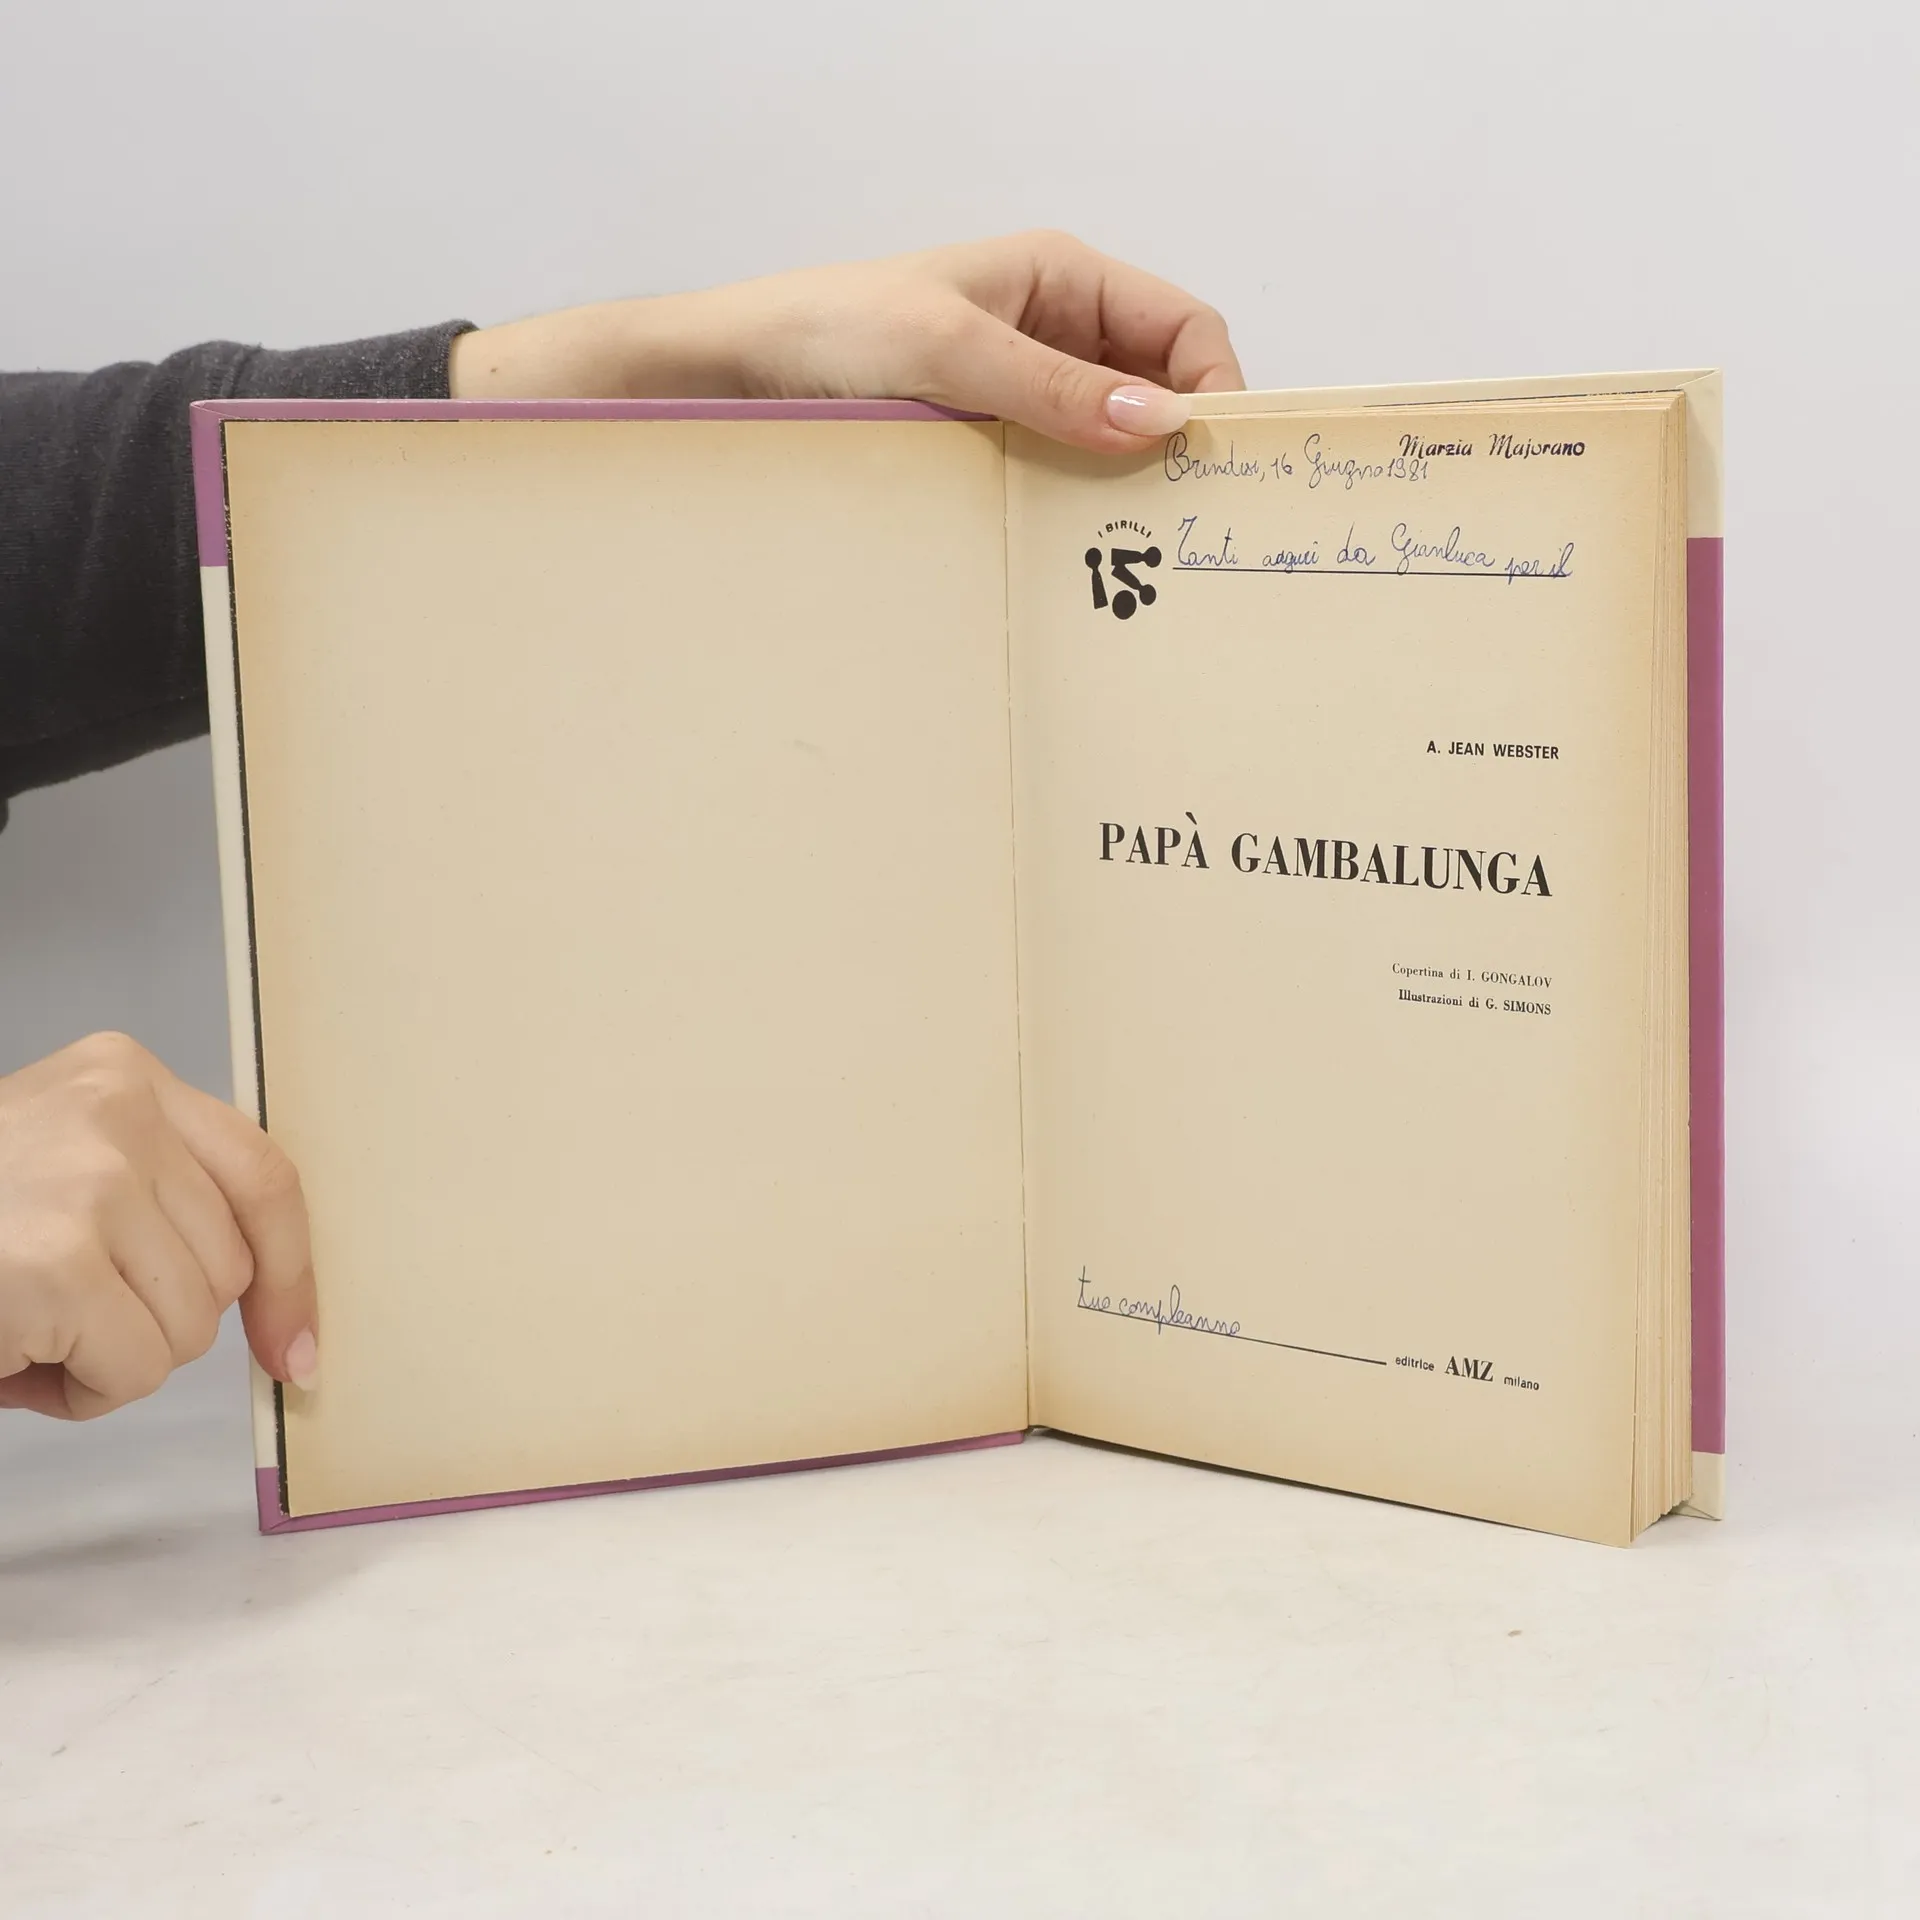 Marzia Majorano
Brindisi, 16 Giugno 1981
I BIRILLI
Tanti auguri da Gianluca per il
A. JEAN WEBSTER
PAPÀ GAMBALUNGA
Copertina di I. GONGALOV
Illustrazioni di G. SIMONS
tuo compleanno
editrice AMZ milano